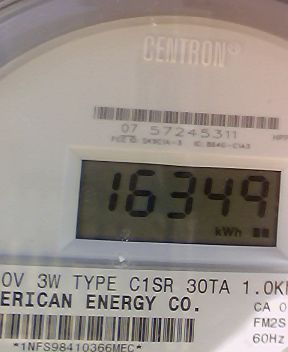 CENTRON®
07 57245311
16349
kWh
0V 3W TYPE C1SR 30TA 1.0K
ERICAN ENERGY CO.
CA 0
FM2S
60Hz
*1NFS98410366MEC*